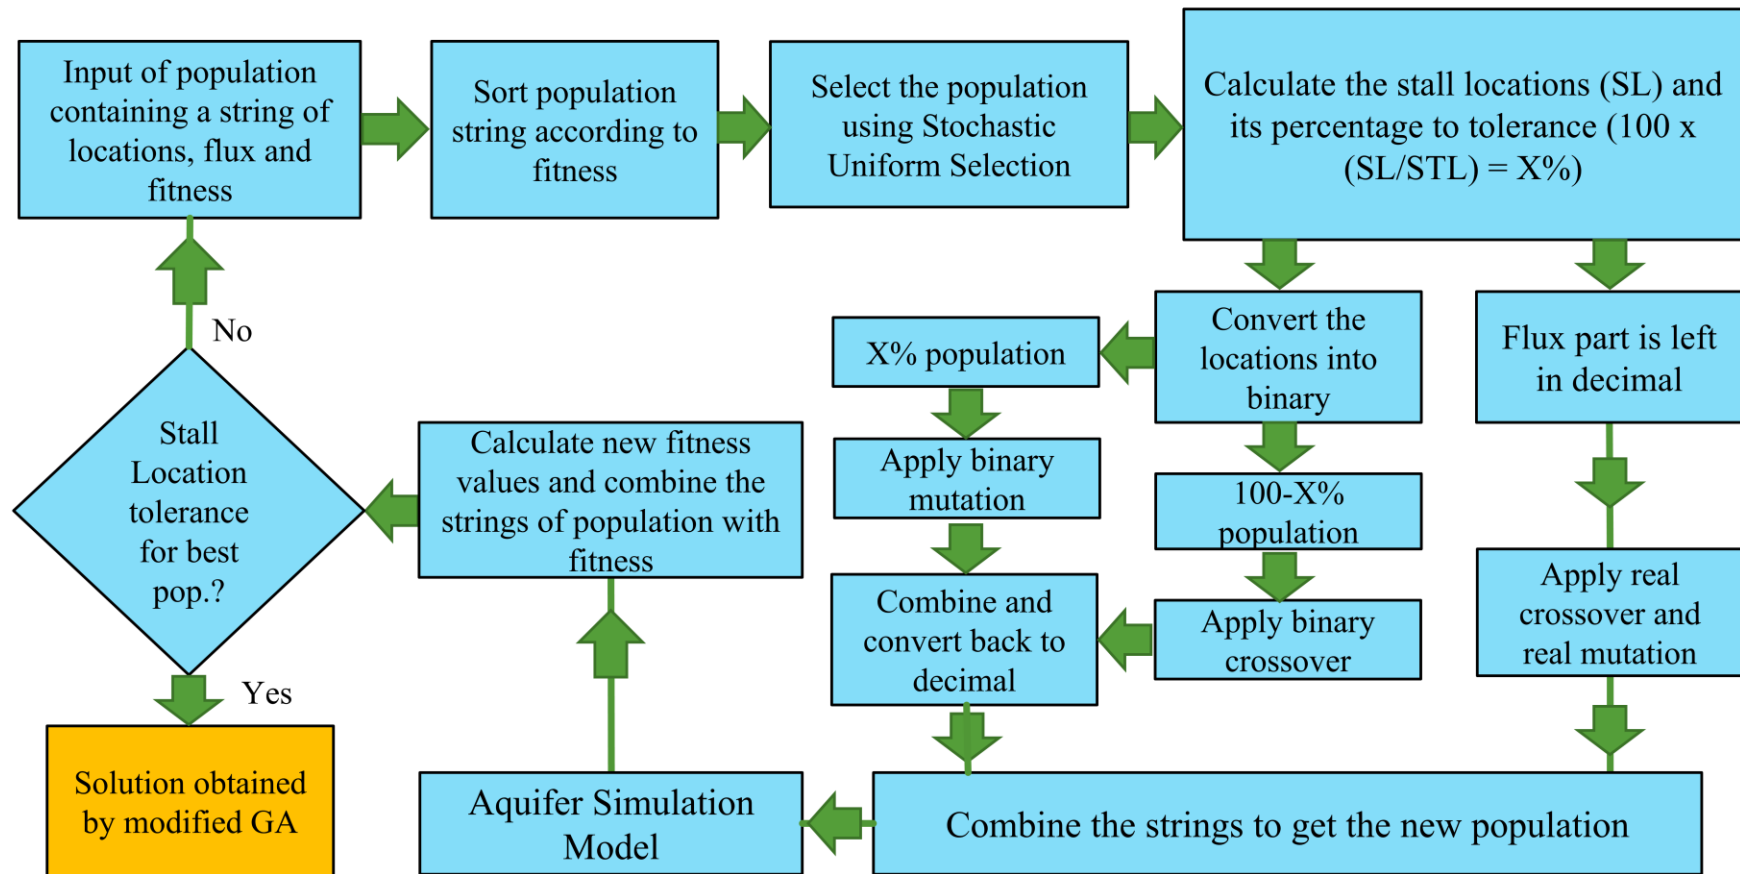 Input of population
containing a string of
locations, flux and
fitness
Sort population
string according to
fitness
Select the population
using Stochastic
Uniform Selection
Calculate the stall locations (SL) and
its percentage to tolerance (100 x
(SL/STL) = X%)
Convert the
locations into
binary
Flux part is left
in decimal
X% population
Apply binary
mutation
100-X%
population
Apply binary
crossover
Combine and
convert back to
decimal
Apply real
crossover and
real mutation
Combine the strings to get the new population
Aquifer Simulation
Model
Calculate new fitness
values and combine the
strings of population with
fitness
Stall
Location
tolerance
for best
pop.?
No
Yes
Solution obtained
by modified GA